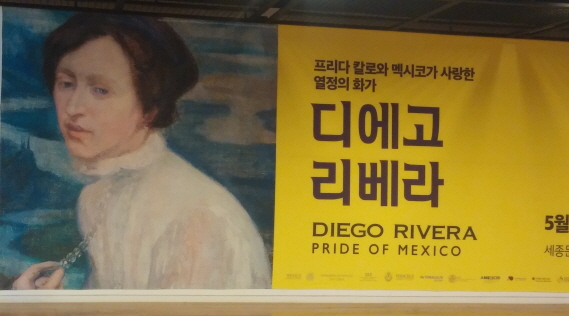 프리다 칼로와 멕시코가 사랑한
열정의 화가
디에고
리베라
DIEGO RIVERA
PRIDE OF MEXICO
5월